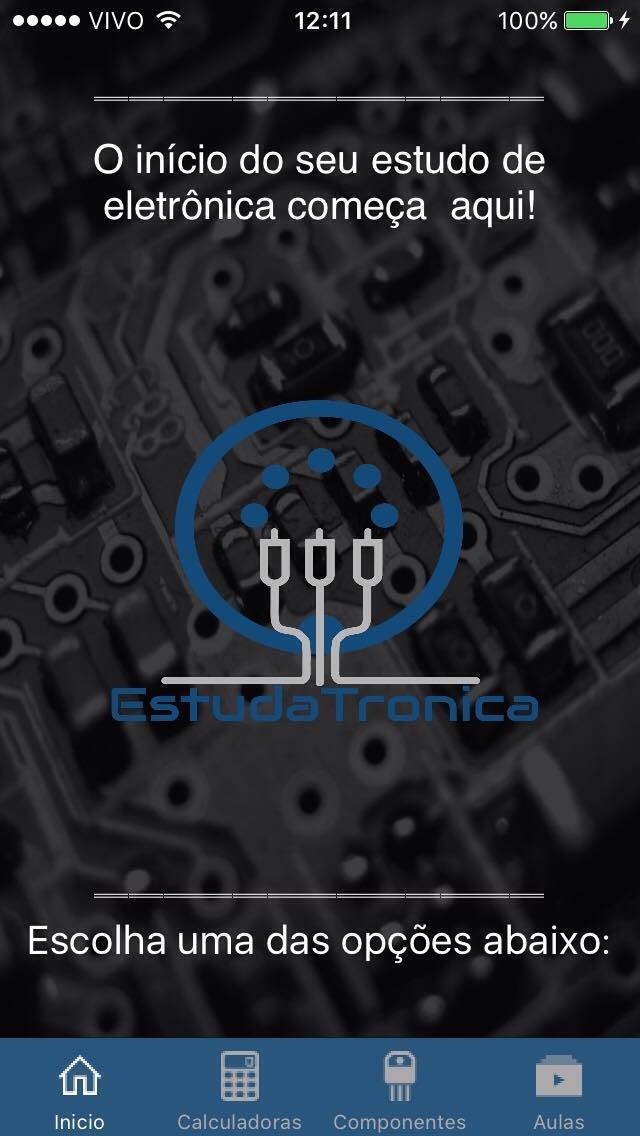 VIVO 12:11 100%
O início do seu estudo de
eletrônica começa  aqui!
EstudaTronica
Escolha uma das opções abaixo:
Inicio Calculadoras Componentes Aulas